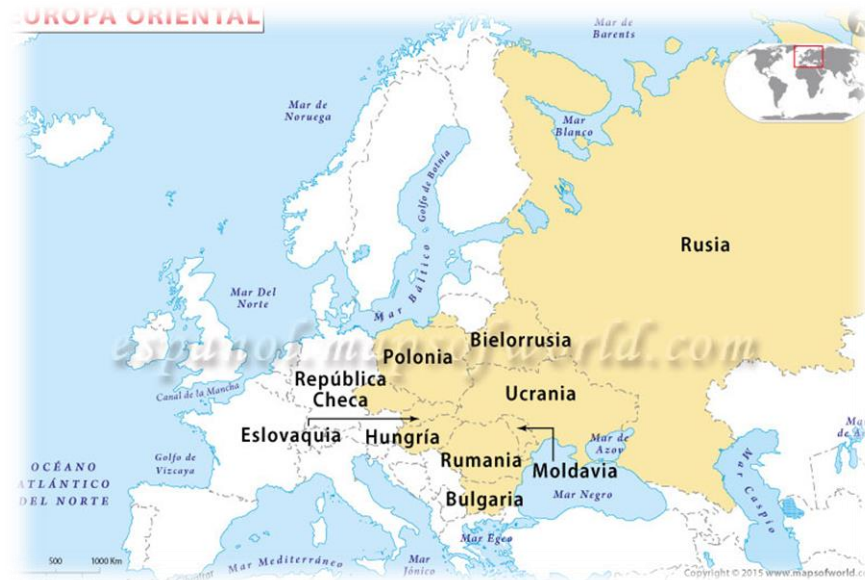 EUROPA ORIENTAL
Mar de
Barents
Mar de
Noruega
Mar
Blanco
Golfo de Botnia
Rusia
Mar Del
Norte
Mar Báltico
espanol.mapsofworld.com
Bielorrusia
Polonia
República
Checa
Canal de la Mancha
Ucrania
Eslovaquia
Hungría
Mar de
Azov
Golfo de
Vizcaya
Rumania
Moldavia
OCÉANO
ATLÁNTICO
DEL NORTE
Bulgaria
Mar Negro
Mar Caspio
Mar Egeo
500
1000 Km
Mar Mediterráneo
Mar
Jónico
Copyright © 2015 www.mapsofworld.